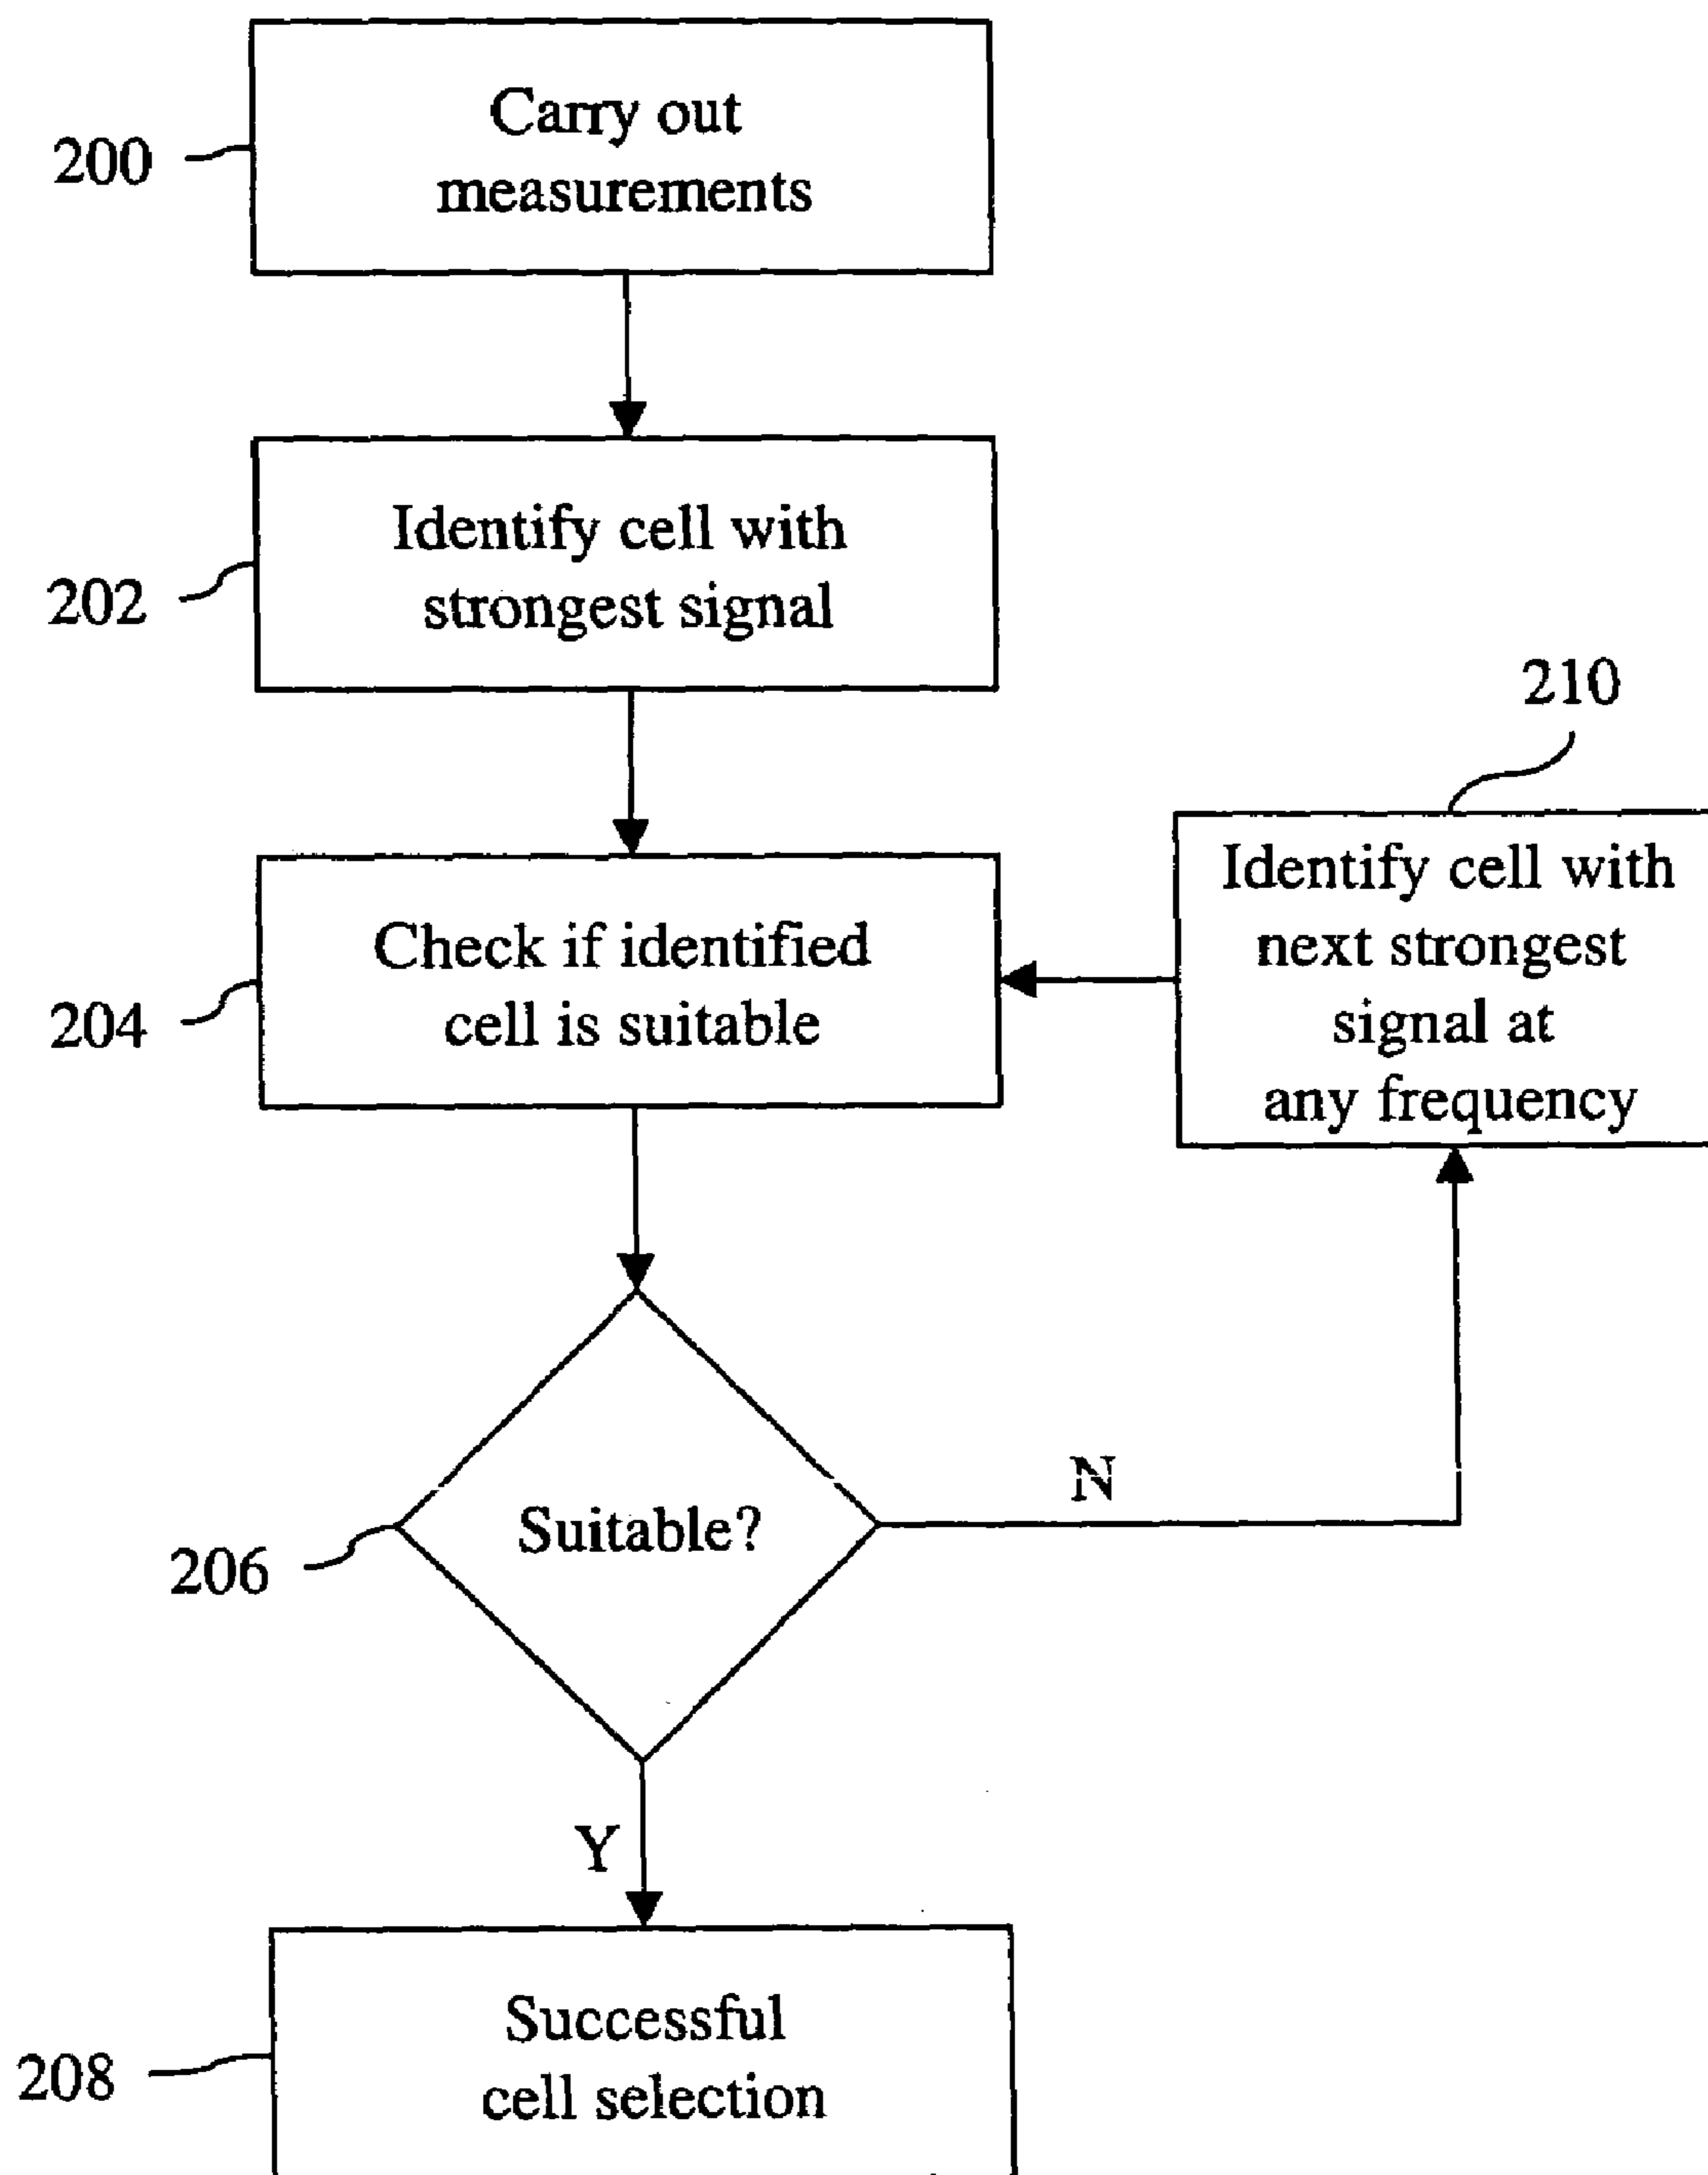 Carry out
measurements
200
Identify cell with
strongest signal
202
210
Identify cell with
next strongest
signal at
any frequency
Check if identified
cell is suitable
204
Suitable?
206
N
Y
Successful
cell selection
208